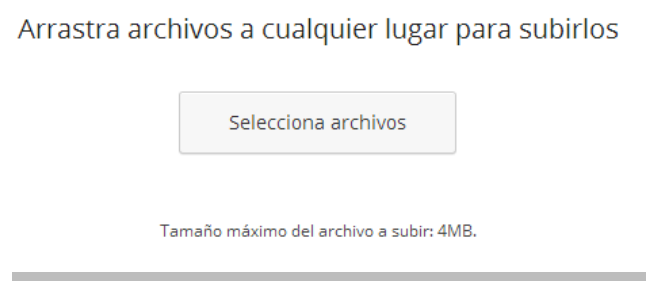 Arrastra archivos a cualquier lugar para subirlos
Selecciona archivos
Tamaño máximo del archivo a subir: 4MB.